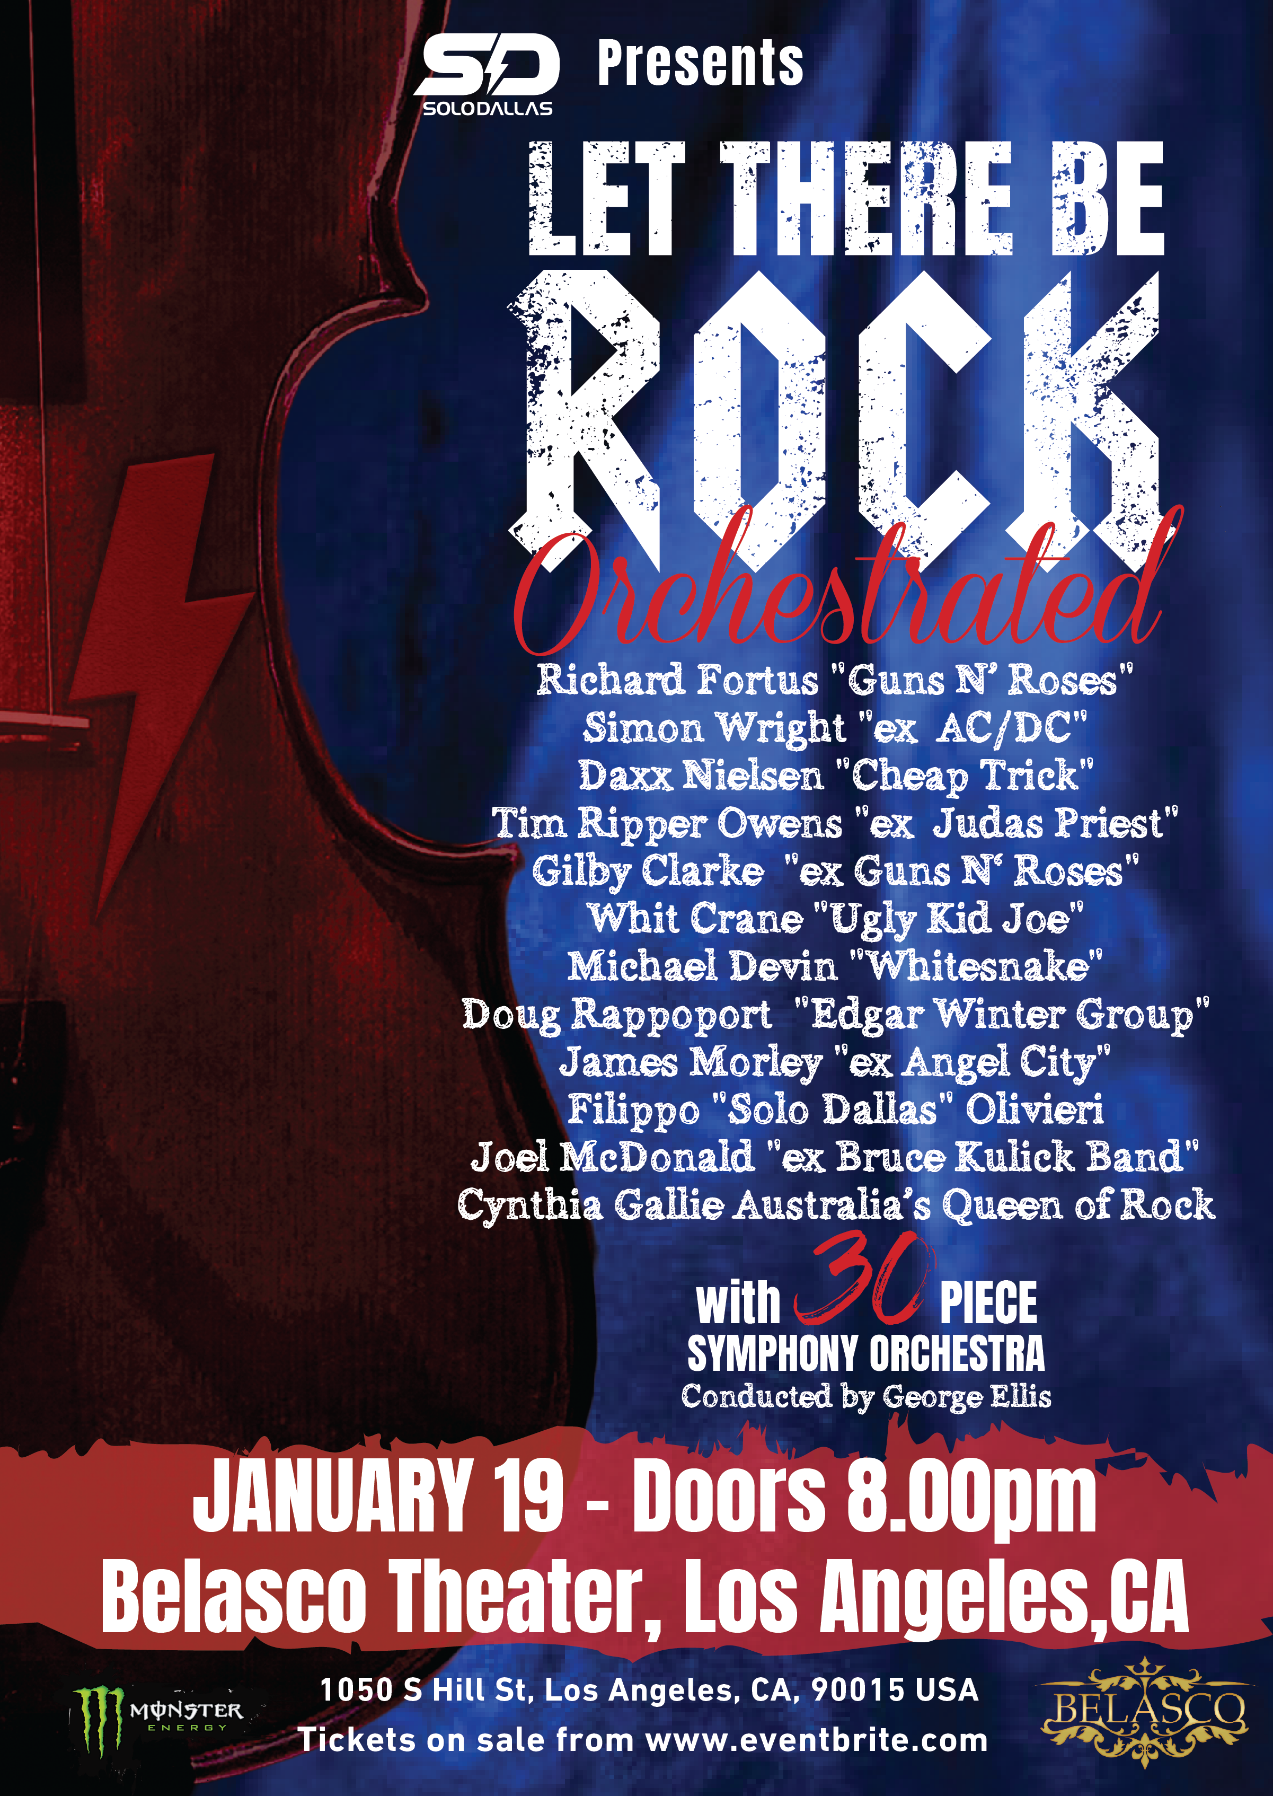 SD Presents
SOLODALLAS
LET THERE BE
ROCK
Orchestrated
Richard Fortus "Guns N' Roses"
Simon Wright "ex AC/DC"
Daxx Nielsen "Cheap Trick"
Tim Ripper Owens "ex Judas Priest"
Gilby Clarke "ex Guns N‘ Roses"
Whit Crane "Ugly Kid Joe"
Michael Devin "Whitesnake"
Doug Rappoport "Edgar Winter Group"
James Morley "ex Angel City"
Filippo "Solo Dallas" Olivieri
Joel McDonald "ex Bruce Kulick Band"
Cynthia Gallie Australia's Queen of Rock
with 30 PIECE
SYMPHONY ORCHESTRA
Conducted by George Ellis
JANUARY 19 - Doors 8.00pm
Belasco Theater, Los Angeles,CA
1050 S Hill St, Los Angeles, CA, 90015 USA
Tickets on sale from www.eventbrite.com
MONSTER
ENERGY
BELASCO